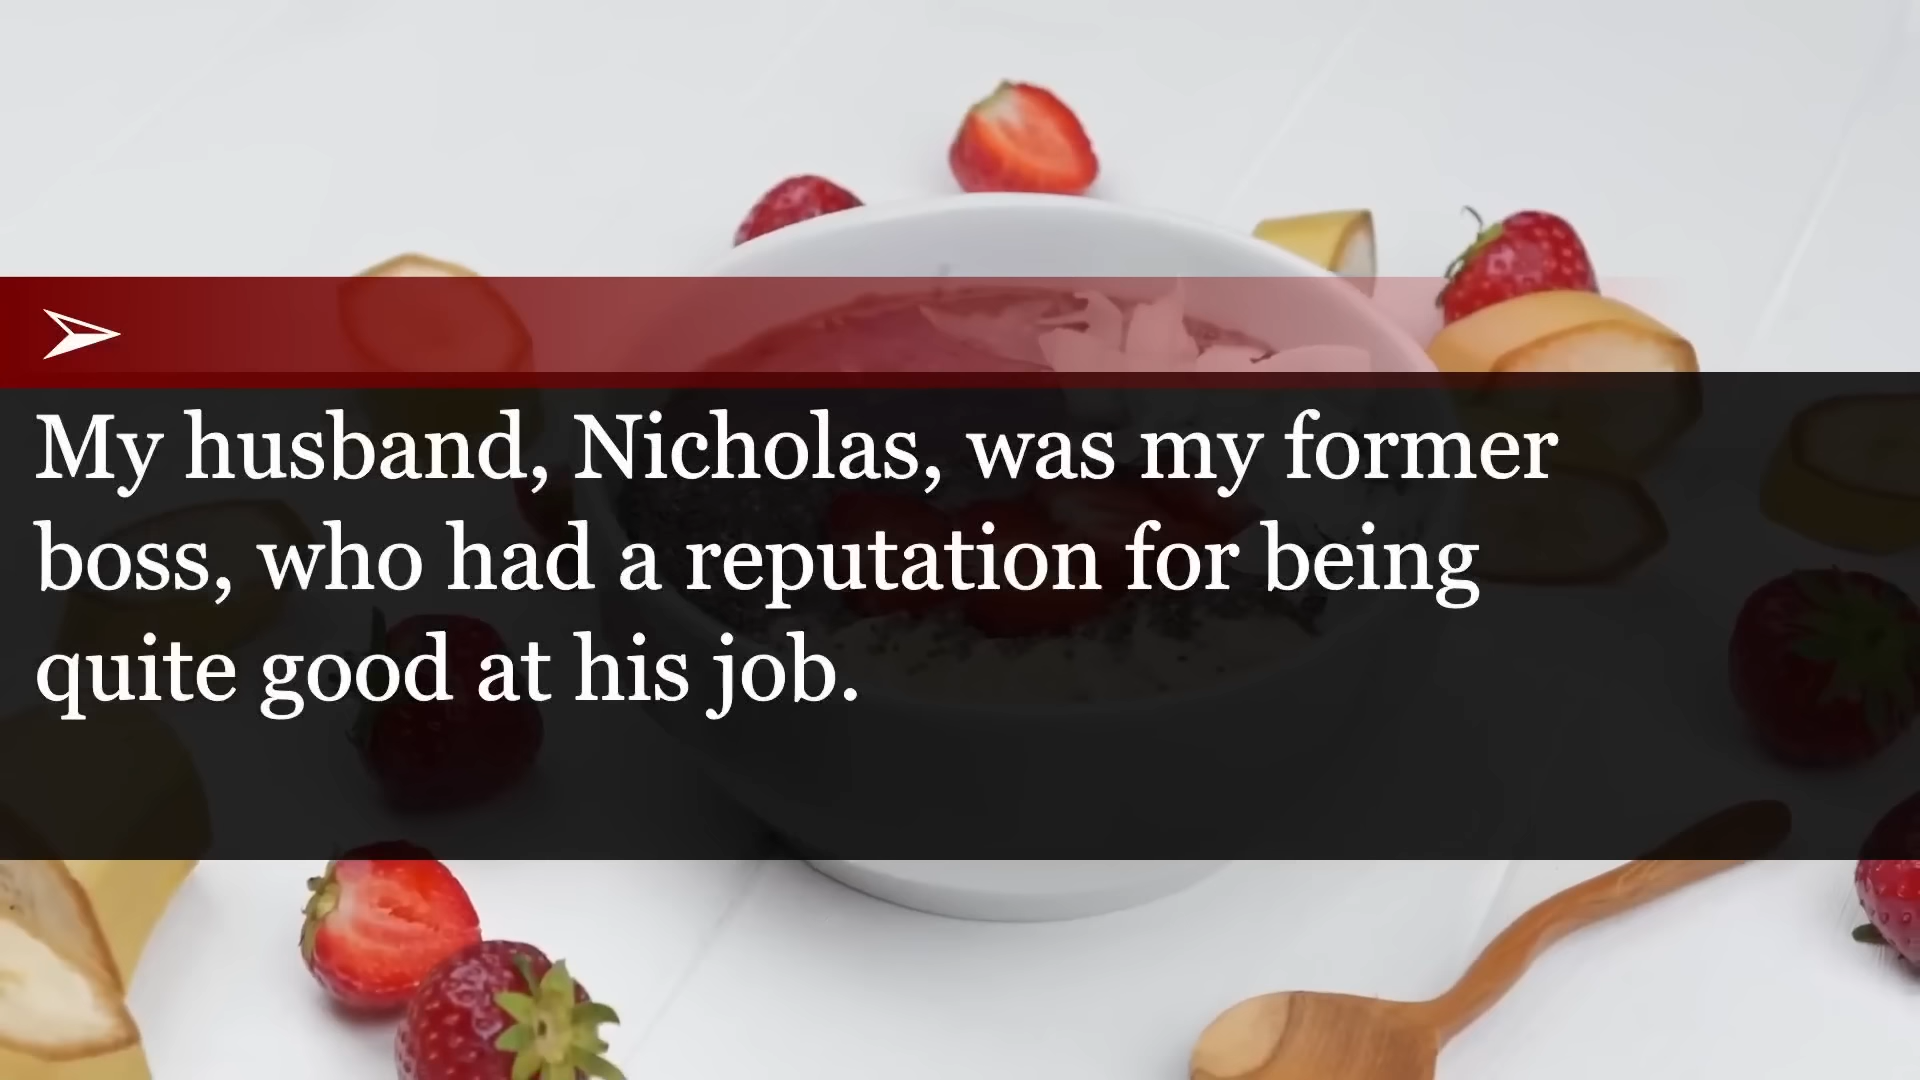 My husband, Nicholas, was my former
boss, who had a reputation for being
quite good at his job.